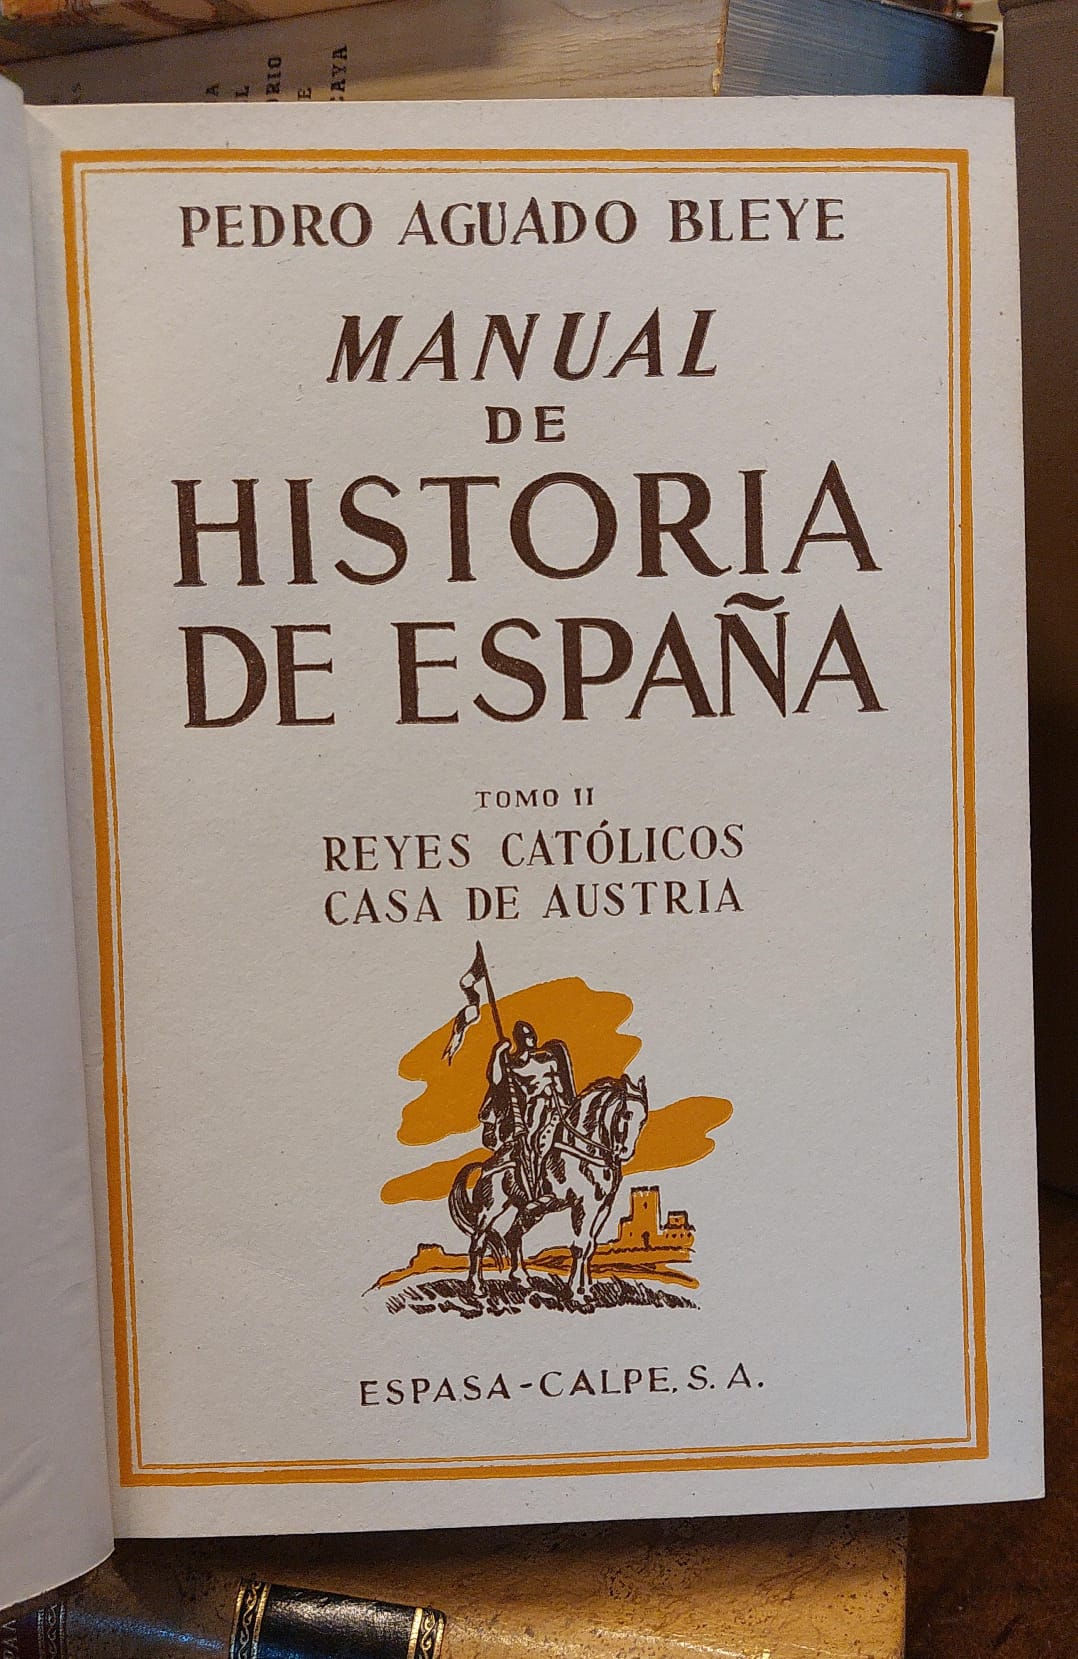 PEDRO AGUADO BLEYE
MANUAL
DE
HISTORIA
DE ESPAÑA
TOMO II
REYES CATÓLICOS
CASA DE AUSTRIA
ESPASA-CALPE, S. A.